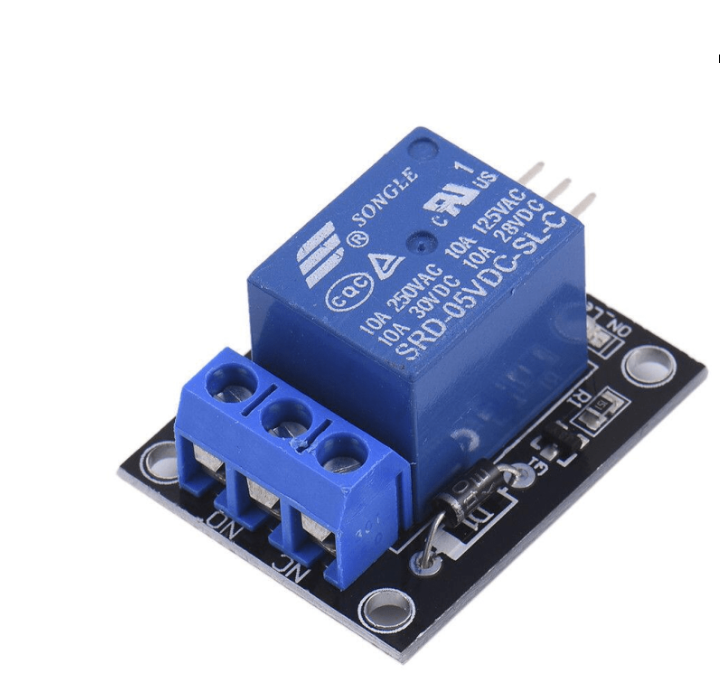 SONGLE
®
c RU US
1
CQC
10A 250VAC 10A 125VAC
10A 30VDC 10A 28VDC
SRD-05VDC-SL-C
NO
NC
D1
R1